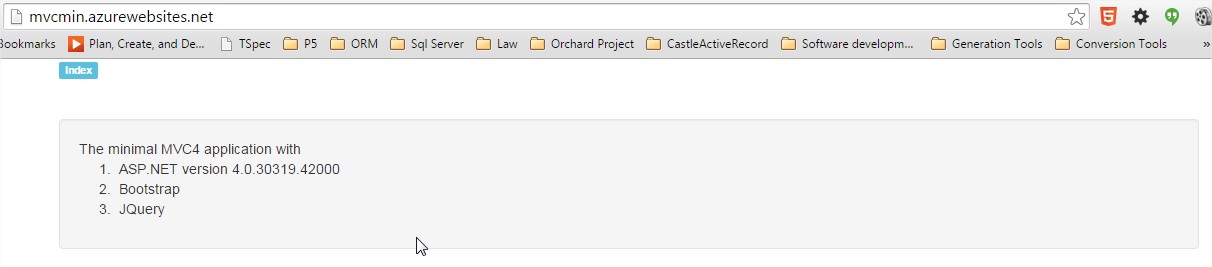 mvcmin.azurewebsites.net
Bookmarks Plan, Create, and De... TSpec P5 ORM Sql Server Law Orchard Project CastleActiveRecord Software developm... Generation Tools Conversion Tools »
Index
The minimal MVC4 application with
1. ASP.NET version 4.0.30319.42000
2. Bootstrap
3. JQuery